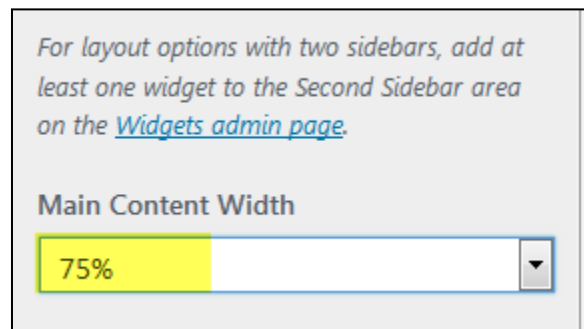 For layout options with two sidebars, add at
least one widget to the Second Sidebar area
on the Widgets admin page.
Main Content Width
75%